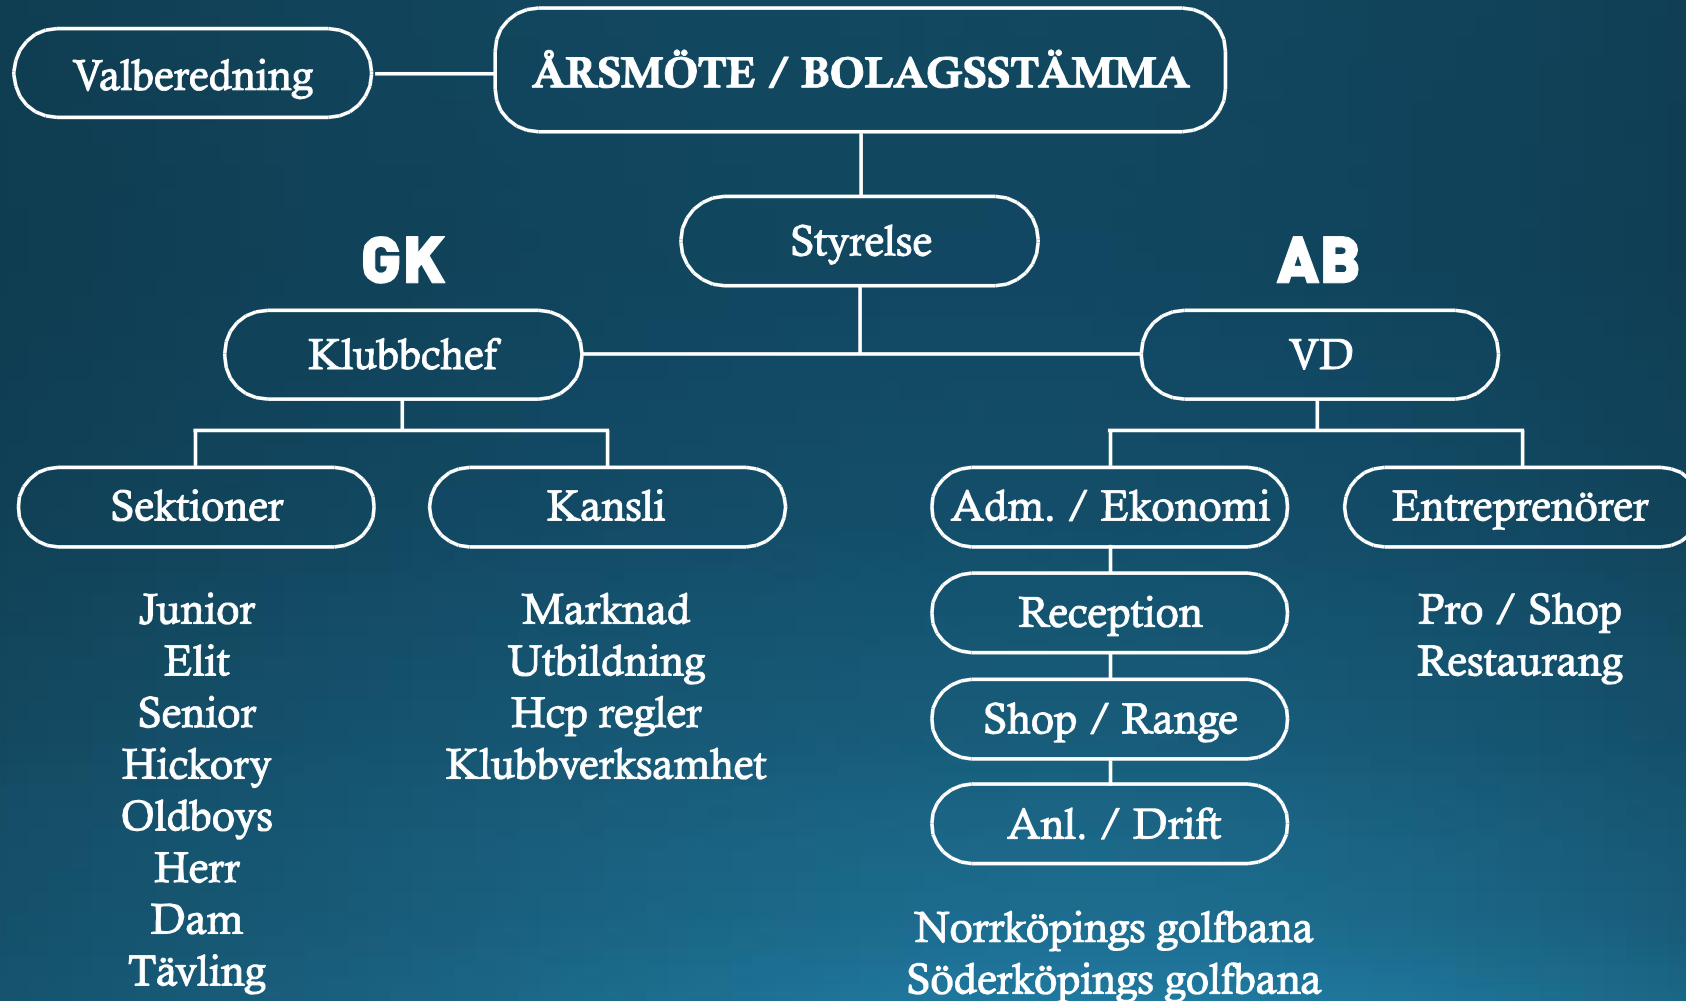 Valberedning
ÅRSMÖTE / BOLAGSSTÄMMA
Styrelse
GK
AB
Klubbchef
VD
Sektioner
Kansli
Adm. / Ekonomi
Entreprenörer
Junior
Elit
Senior
Hickory
Oldboys
Herr
Dam
Tävling
Marknad
Utbildning
Hcp regler
Klubbverksamhet
Reception
Shop / Range
Anl. / Drift
Norrköpings golfbana
Söderköpings golfbana
Pro / Shop
Restaurang